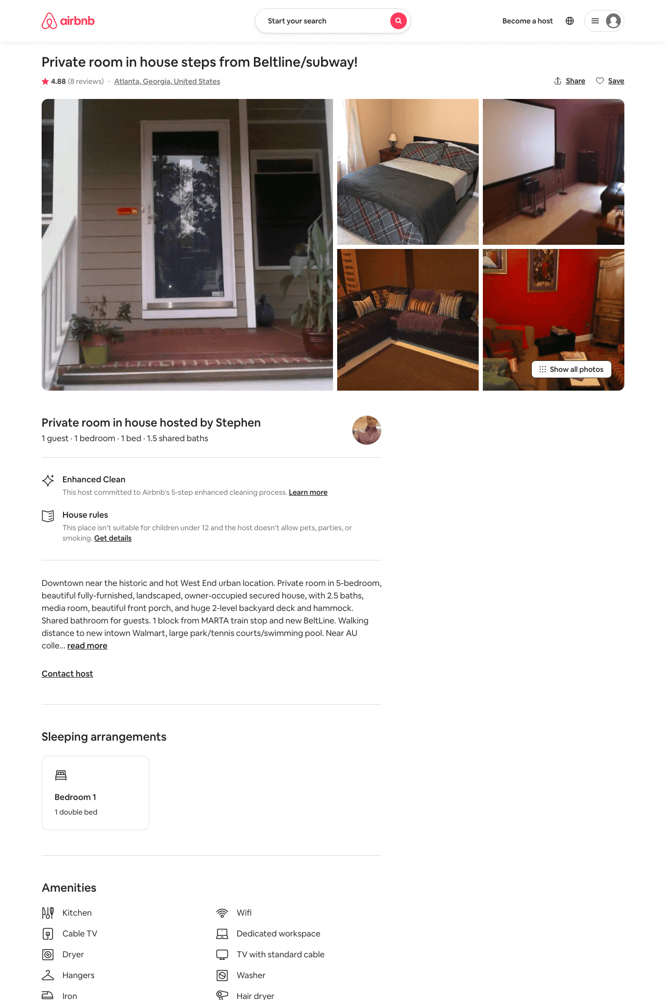 airbnb
Start your search
Become a host
Private room in house steps from Beltline/subway!
4.88 (8 reviews) · Atlanta, Georgia, United States
Share
Save
Show all photos
Private room in house hosted by Stephen
1 guest · 1 bedroom · 1 bed · 1.5 shared baths
Enhanced Clean
This host committed to Airbnb's 5-step enhanced cleaning process. Learn more
House rules
This place isn’t suitable for children under 12 and the host doesn’t allow pets, parties, or
smoking. Get details
Downtown near the historic and hot West End urban location. Private room in 5-bedroom,
beautiful fully-furnished, landscaped, owner-occupied secured house, with 2.5 baths,
media room, beautiful front porch, and huge 2-level backyard deck and hammock.
Shared bathroom for guests. 1 block from MARTA train stop and new BeltLine. Walking
distance to new intown Walmart, large park/tennis courts/swimming pool. Near AU
colle... read more
Contact host
Sleeping arrangements
Bedroom 1
1 double bed
Amenities
Kitchen
Wifi
Cable TV
Dedicated workspace
Dryer
TV with standard cable
Hangers
Washer
Iron
Hair dryer